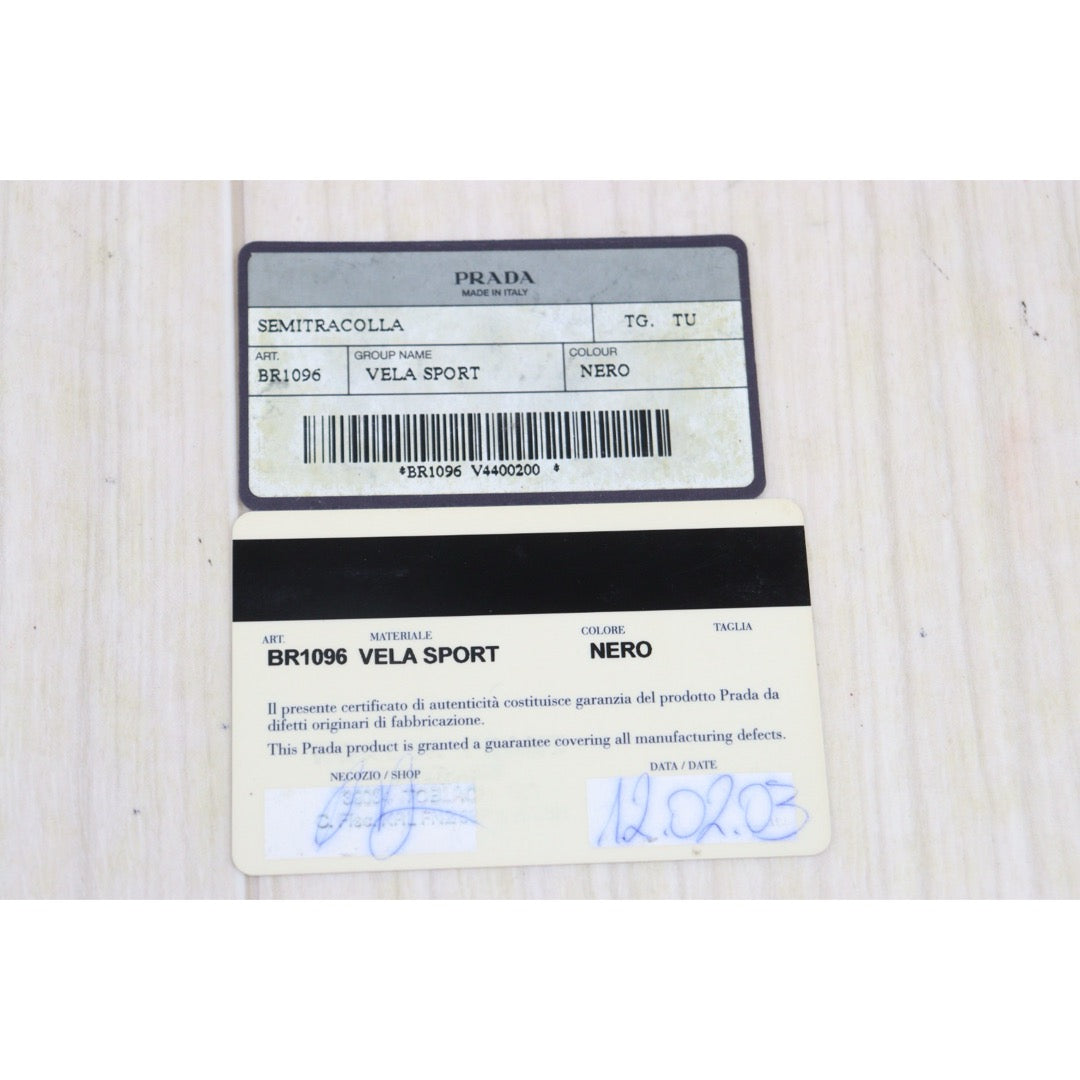 PRADA
MADE IN ITALY
SEMITRACOLLA TG. TU
ART. GROUP NAME COLOUR
BR1096 VELA SPORT NERO
*BR1096 V4400200 *
ART. MATERIALE COLORE TAGLIA
BR1096 VELA SPORT NERO
Il presente certificato di autenticità costituisce garanzia del prodotto Prada da
difetti originari di fabbricazione.
This Prada product is granted a guarantee covering all manufacturing defects.
NEGOZIO / SHOP DATA / DATE
12.02.03